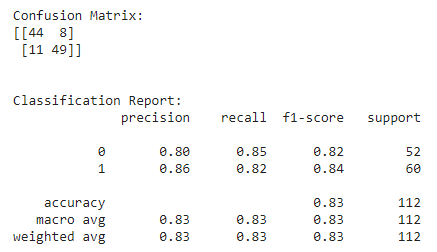 Confusion Matrix:
[[44  8]
 [11 49]]
Classification Report:
              precision    recall  f1-score   support
           0       0.80      0.85      0.82        52
           1       0.86      0.82      0.84        60
    accuracy                           0.83       112
   macro avg       0.83      0.83      0.83       112
weighted avg       0.83      0.83      0.83       112